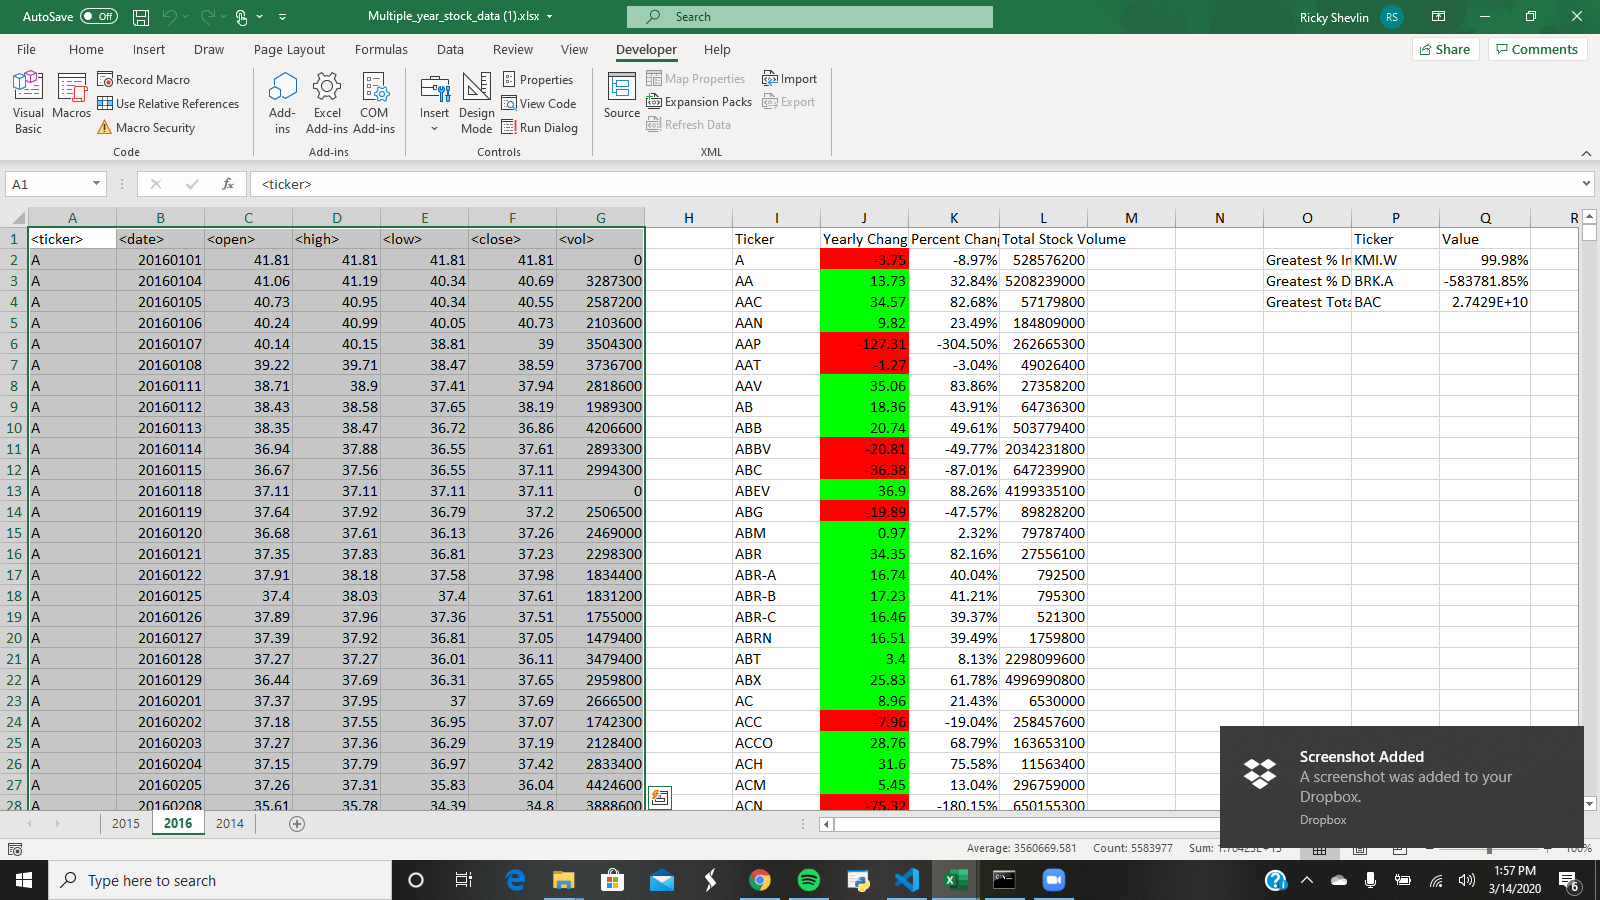 AutoSave Off Multiple_year_stock_data (1).xlsx Search Ricky Shevlin RS
File Home Insert Draw Page Layout Formulas Data Review View Developer Help Share Comments
Visual Basic
Macros
Record Macro
Use Relative References
Macro Security
Code
Add-ins
Excel Add-ins
COM Add-ins
Add-ins
Insert
Design Mode
Properties
View Code
Run Dialog
Controls
Source
Map Properties
Expansion Packs
Refresh Data
Import
Export
XML
A1 fx <ticker>
A B C D E F G H I J K L M N O P Q R
1 <ticker> <date> <open> <high> <low> <close> <vol> Ticker Yearly Chang Percent Chang Total Stock Volume Ticker Value
2 A 20160101 41.81 41.81 41.81 41.81 0 A -3.75 -8.97% 528576200 Greatest % In KMI.W 99.98%
3 A 20160104 41.06 41.19 40.34 40.69 3287300 AA 13.73 32.84% 5208239000 Greatest % D BRK.A -583781.85%
4 A 20160105 40.73 40.95 40.34 40.55 2587200 AAC 34.57 82.68% 57179800 Greatest Tota BAC 2.7429E+10
5 A 20160106 40.24 40.99 40.05 40.73 2103600 AAN 9.82 23.49% 184809000
6 A 20160107 40.14 40.15 38.81 39 3504300 AAP -127.31 -304.50% 262665300
7 A 20160108 39.22 39.71 38.47 38.59 3736700 AAT -1.27 -3.04% 49026400
8 A 20160111 38.71 38.9 37.41 37.94 2818600 AAV 35.06 83.86% 27358200
9 A 20160112 38.43 38.58 37.65 38.19 1989300 AB 18.36 43.91% 64736300
10 A 20160113 38.35 38.47 36.72 36.86 4206600 ABB 20.74 49.61% 503779400
11 A 20160114 36.94 37.88 36.55 37.61 2893300 ABBV -20.81 -49.77% 2034231800
12 A 20160115 36.67 37.56 36.55 37.11 2994300 ABC -36.38 -87.01% 647239900
13 A 20160118 37.11 37.11 37.11 37.11 0 ABEV 36.9 88.26% 4199335100
14 A 20160119 37.64 37.92 36.79 37.2 2506500 ABG -19.89 -47.57% 89828200
15 A 20160120 36.68 37.61 36.13 37.26 2469000 ABM 0.97 2.32% 79787400
16 A 20160121 37.35 37.83 36.81 37.23 2298300 ABR 34.35 82.16% 27556100
17 A 20160122 37.91 38.18 37.58 37.98 1834400 ABR-A 16.74 40.04% 792500
18 A 20160125 37.4 38.03 37.4 37.61 1831200 ABR-B 17.23 41.21% 795300
19 A 20160126 37.89 37.96 37.36 37.51 1755000 ABR-C 16.46 39.37% 521300
20 A 20160127 37.39 37.92 36.81 37.05 1479400 ABRN 16.51 39.49% 1759800
21 A 20160128 37.27 37.27 36.01 36.11 3479400 ABT 3.4 8.13% 2298099600
22 A 20160129 36.44 37.69 36.31 37.65 2959800 ABX 25.83 61.78% 4996990800
23 A 20160201 37.37 37.95 37 37.69 2666500 AC 8.96 21.43% 6530000
24 A 20160202 37.18 37.55 36.95 37.07 1742300 ACC -7.96 -19.04% 258457600
25 A 20160203 37.27 37.36 36.29 37.19 2128400 ACCO 28.76 68.79% 163653100
26 A 20160204 37.15 37.79 36.97 37.42 2833400 ACH 31.6 75.58% 11563400
27 A 20160205 37.26 37.31 35.83 36.04 4424600 ACM 5.45 13.04% 296759000
28 A 20160208 35.61 35.78 34.39 34.8 3888600 ACN -75.32 -180.15% 650155300
Screenshot Added
A screenshot was added to your
Dropbox.
Dropbox
2015 2016 2014
Average: 3560669.581 Count: 5583977 Sum: 1.70425E+13 100%
Type here to search
1:57 PM
3/14/2020
6